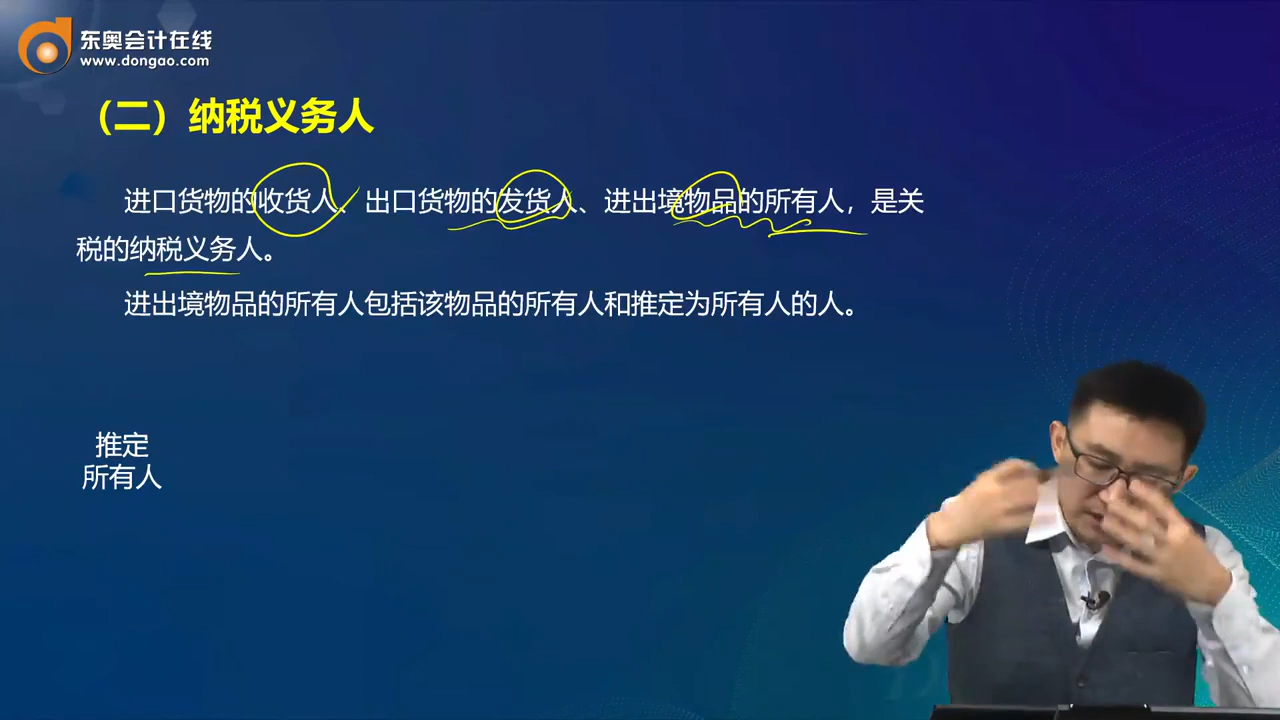 东奥会计在线
www.dongao.com
（二）纳税义务人
进口货物的收货人、出口货物的发货人、进出境物品的所有人，是关
税的纳税义务人。
进出境物品的所有人包括该物品的所有人和推定为所有人的人。
推定
所有人